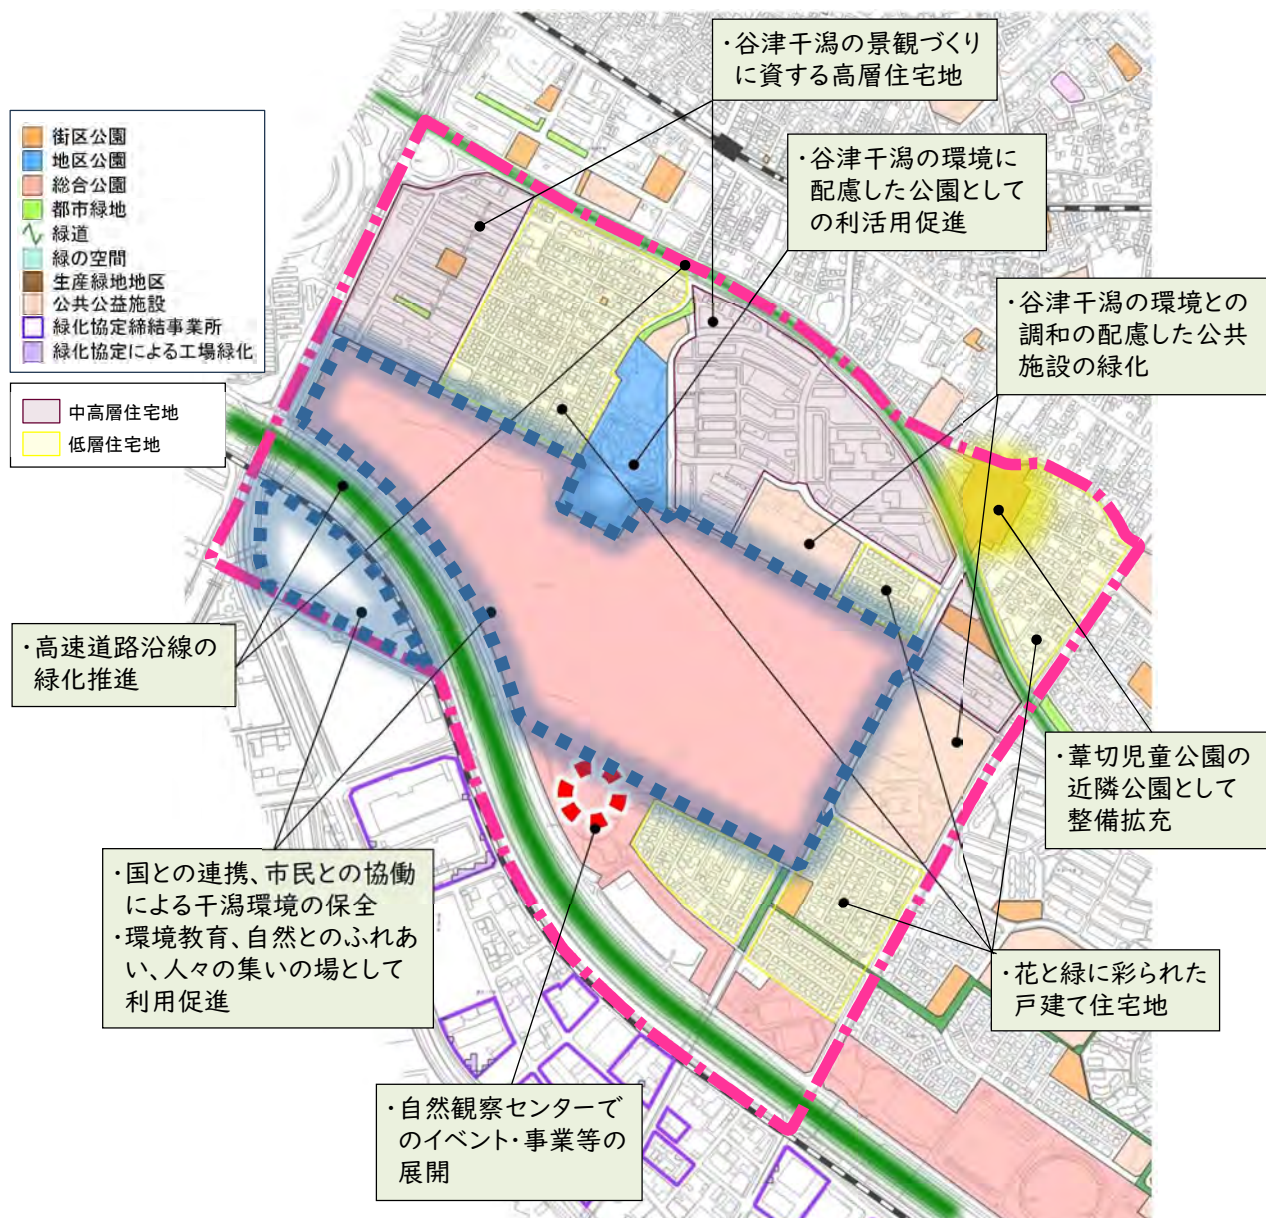 ・谷津干潟の景観づくり
に資する高層住宅地
・谷津干潟の環境に
配慮した公園として
の利活用促進
・谷津干潟の環境との
調和の配慮した公共
施設の緑化
街区公園
地区公園
総合公園
都市緑地
緑道
緑の空間
生産緑地地区
公共公益施設
緑化協定締結事業所
緑化協定による工場緑化
中高層住宅地
低層住宅地
・高速道路沿線の
緑化推進
・葦切児童公園の
近隣公園として
整備拡充
・国との連携、市民との協働
による干潟環境の保全
・環境教育、自然とのふれあ
い、人々の集いの場として
利用促進
・花と緑に彩られた
戸建て住宅地
・自然観察センターで
のイベント・事業等の
展開